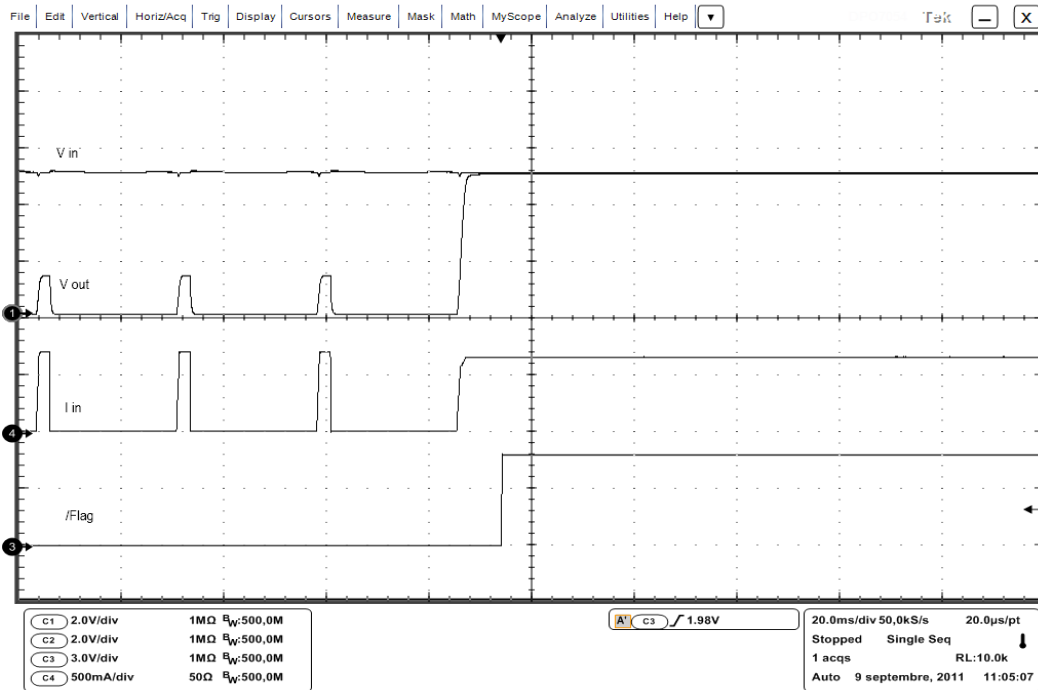 File Edit Vertical Horiz/Acq Trig Display Cursors Measure Mask Math MyScope Analyze Utilities Help Tek X
V in
V out
1
I in
4
/Flag
3
C1 2.0V/div 1MΩ BW:500,0M
C2 2.0V/div 1MΩ BW:500,0M
C3 3.0V/div 1MΩ BW:500,0M
C4 500mA/div 50Ω BW:500,0M
A' C3 1.98V
20.0ms/div 50,0kS/s 20.0µs/pt
Stopped Single Seq
1 acqs RL:10.0k
Auto 9 septembre, 2011 11:05:07